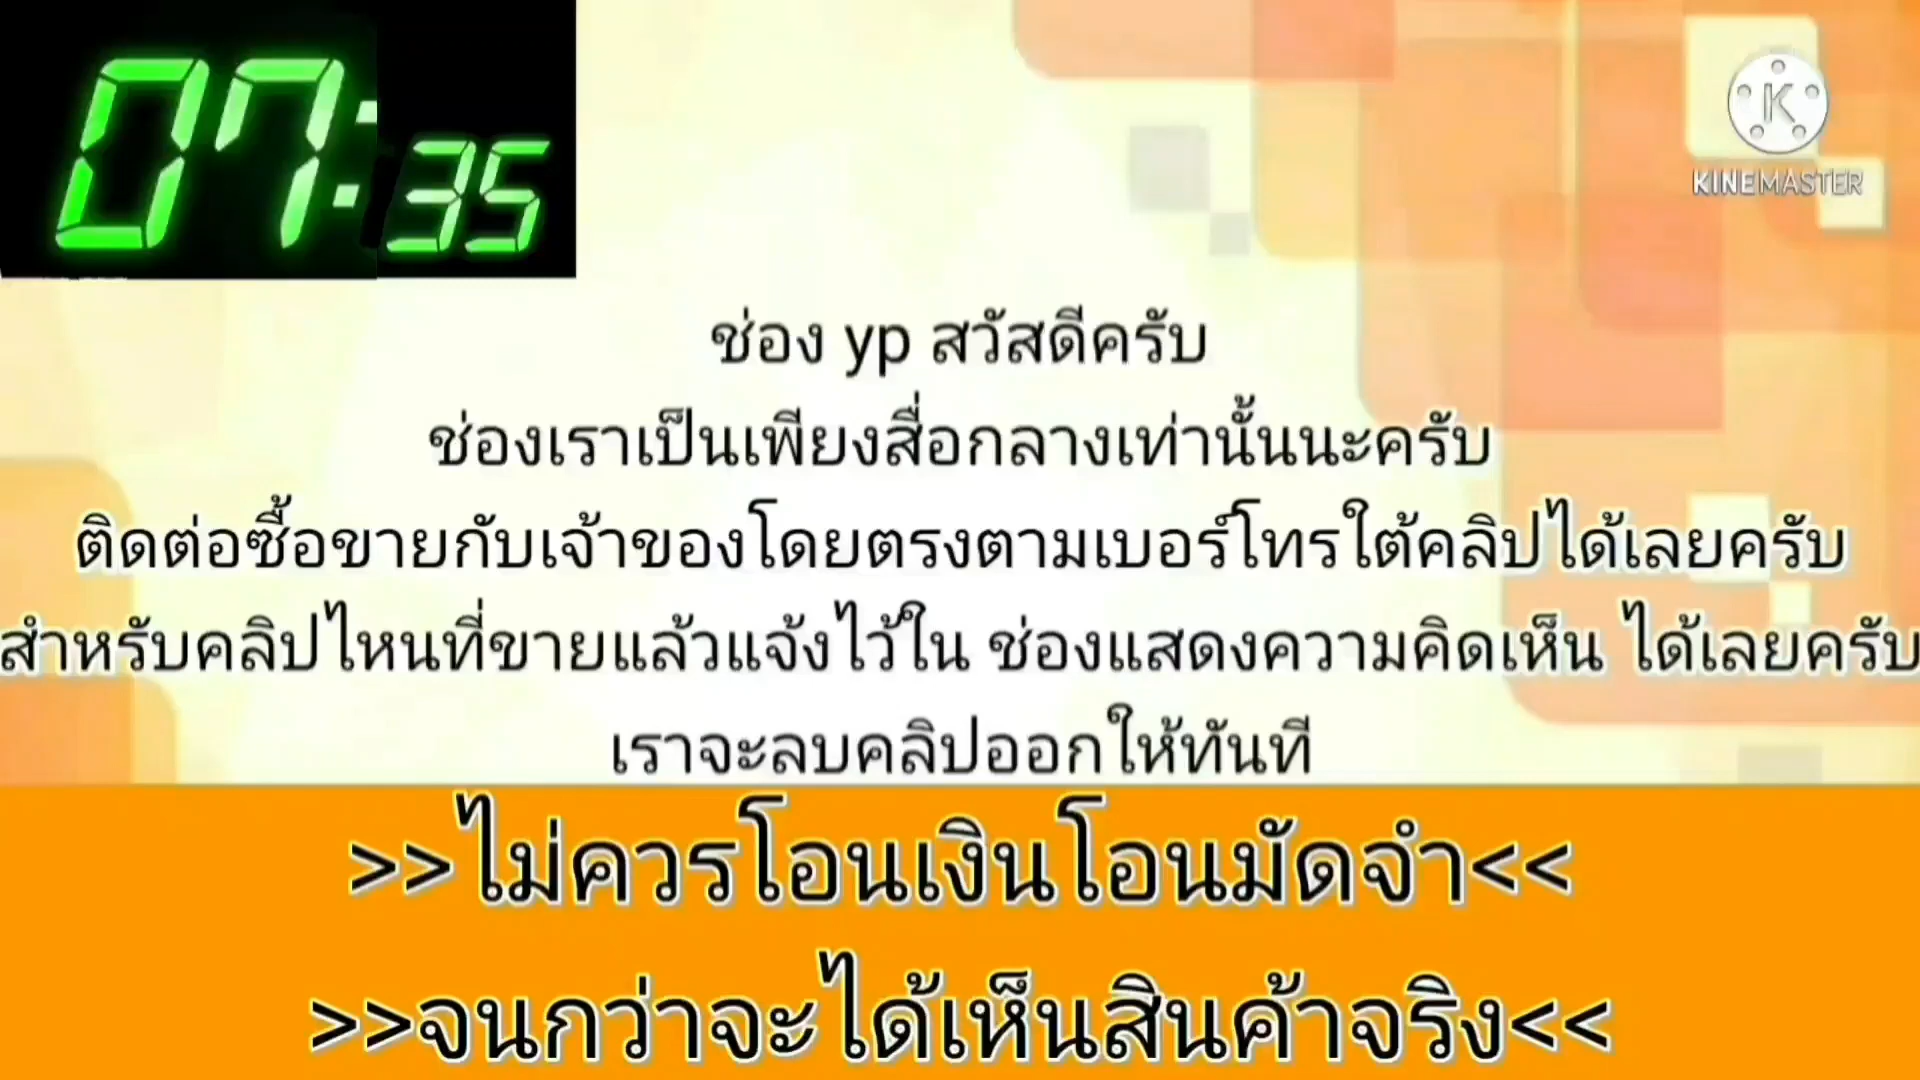 07:35
KINEMASTER
ช่อง yp สวัสดีครับ
ช่องเราเป็นเพียงสื่อกลางเท่านั้นนะครับ
ติดต่อซื้อขายกับเจ้าของโดยตรงตามเบอร์โทรใต้คลิปได้เลยครับ
สำหรับคลิปไหนที่ขายแล้วแจ้งไว้ใน ช่องแสดงความคิดเห็น ได้เลยครับ
เราจะลบคลิปออกให้ทันที
>>ไม่ควรโอนเงินโอนมัดจำ<<
>>จนกว่าจะได้เห็นสินค้าจริง<<